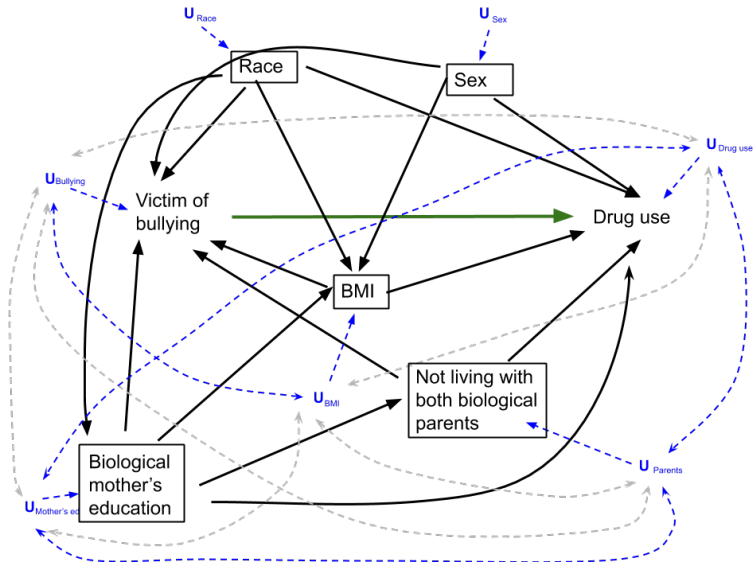 U Race
U Sex
Race
Sex
U Drug use
U Bullying
Victim of
bullying
Drug use
BMI
U BMI
Not living with
both biological
parents
Biological
mother's
education
U Parents
U Mother's ed